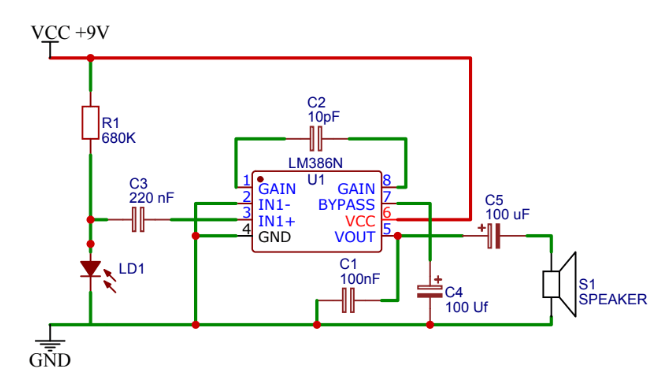 VCC +9V
R1
680K
C2
10pF
LM386N
U1
C3
220 nF
1
GAIN
GAIN
8
2
IN1-
BYPASS
7
3
IN1+
VCC
6
4
GND
VOUT
5
C5
100 uF
+
LD1
C1
100nF
+
C4
100 Uf
S1
SPEAKER
GND